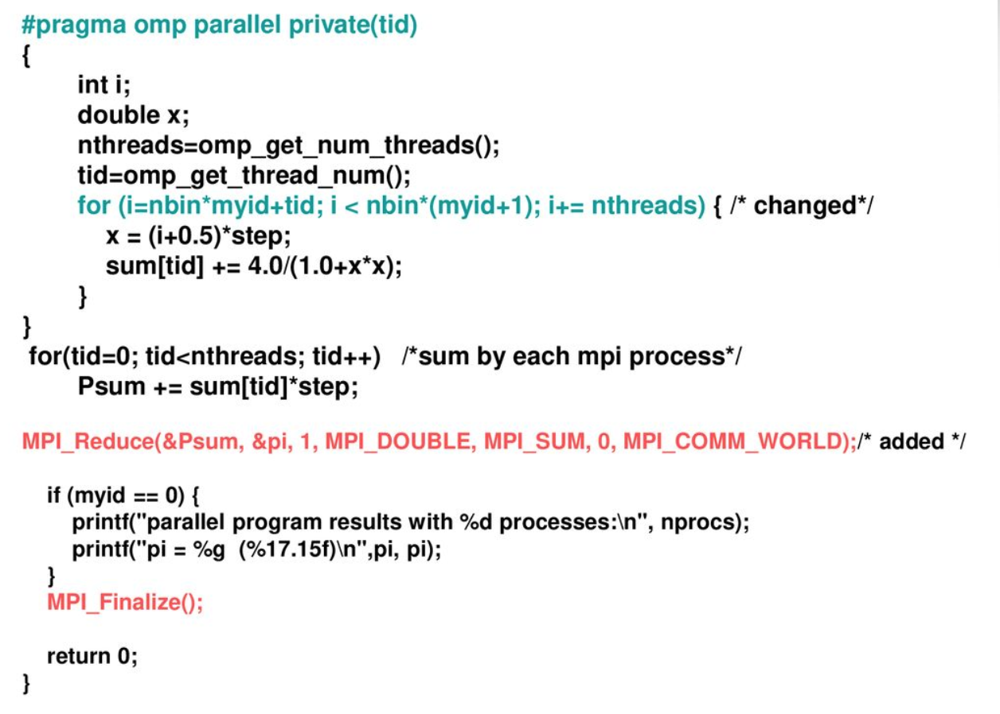 #pragma omp parallel private(tid)
{
int i;
double x;
nthreads=omp_get_num_threads();
tid=omp_get_thread_num();
for (i=nbin*myid+tid; i < nbin*(myid+1); i+= nthreads) { /* changed*/
x = (i+0.5)*step;
sum[tid] += 4.0/(1.0+x*x);
}
}
for(tid=0; tid<nthreads; tid++) /*sum by each mpi process*/
Psum += sum[tid]*step;
MPI_Reduce(&Psum, &pi, 1, MPI_DOUBLE, MPI_SUM, 0, MPI_COMM_WORLD);/* added */
if (myid == 0) {
printf("parallel program results with %d processes:\n", nprocs);
printf("pi = %g (%17.15f)\n",pi, pi);
}
MPI_Finalize();
return 0;
}